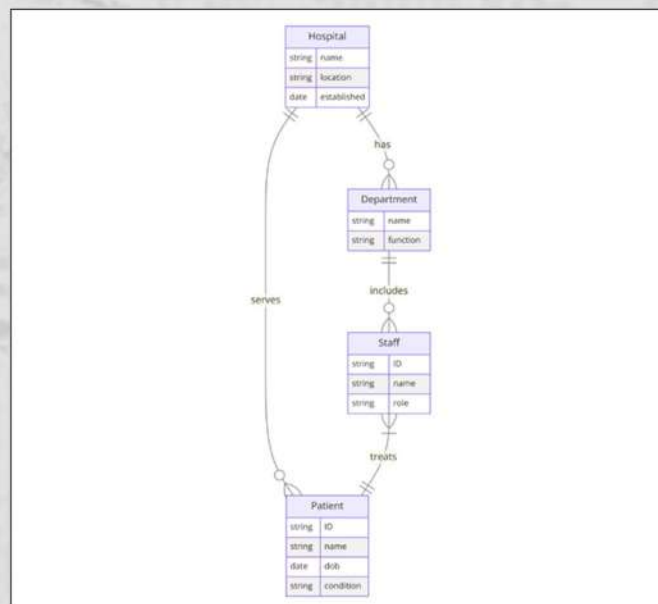 Hospital
string name
string location
date established
has
Department
string name
string function
includes
serves
Staff
string ID
string name
string role
treats
Patient
string ID
string name
date dob
string condition